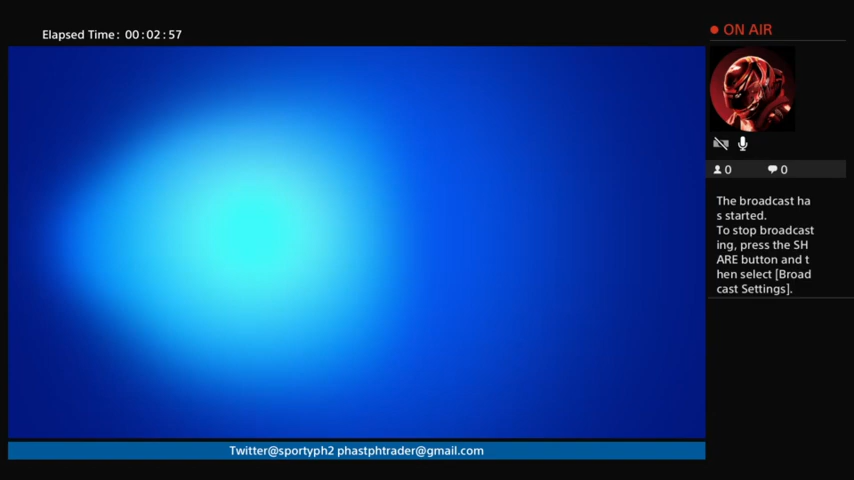 Elapsed Time: 00:02:57
ON AIR
0 0
The broadcast ha
s started.
To stop broadcast
ing, press the SH
ARE button and t
hen select [Broad
cast Settings].
Twitter@sportyph2 phastphtrader@gmail.com